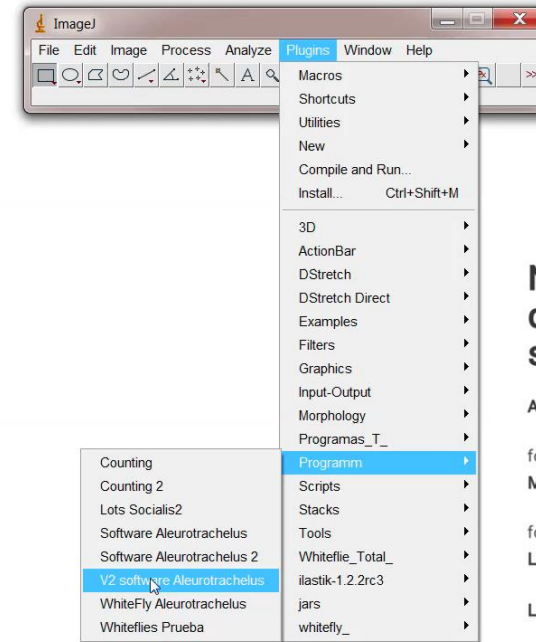 ImageJ
File Edit Image Process Analyze Plugins Window Help
Macros
Shortcuts
Utilities
New
Compile and Run...
Install... Ctrl+Shift+M
3D
ActionBar
DStretch
DStretch Direct
Examples
Filters
Graphics
Input-Output
Morphology
Programas_T_
Programm
Scripts
Stacks
Tools
Whiteflie_Total_
ilastik-1.2.2rc3
jars
whitefly_
Counting
Counting 2
Lots Socialis2
Software Aleurotrachelus
Software Aleurotrachelus 2
V2 software Aleurotrachelus
WhiteFly Aleurotrachelus
Whiteflies Prueba